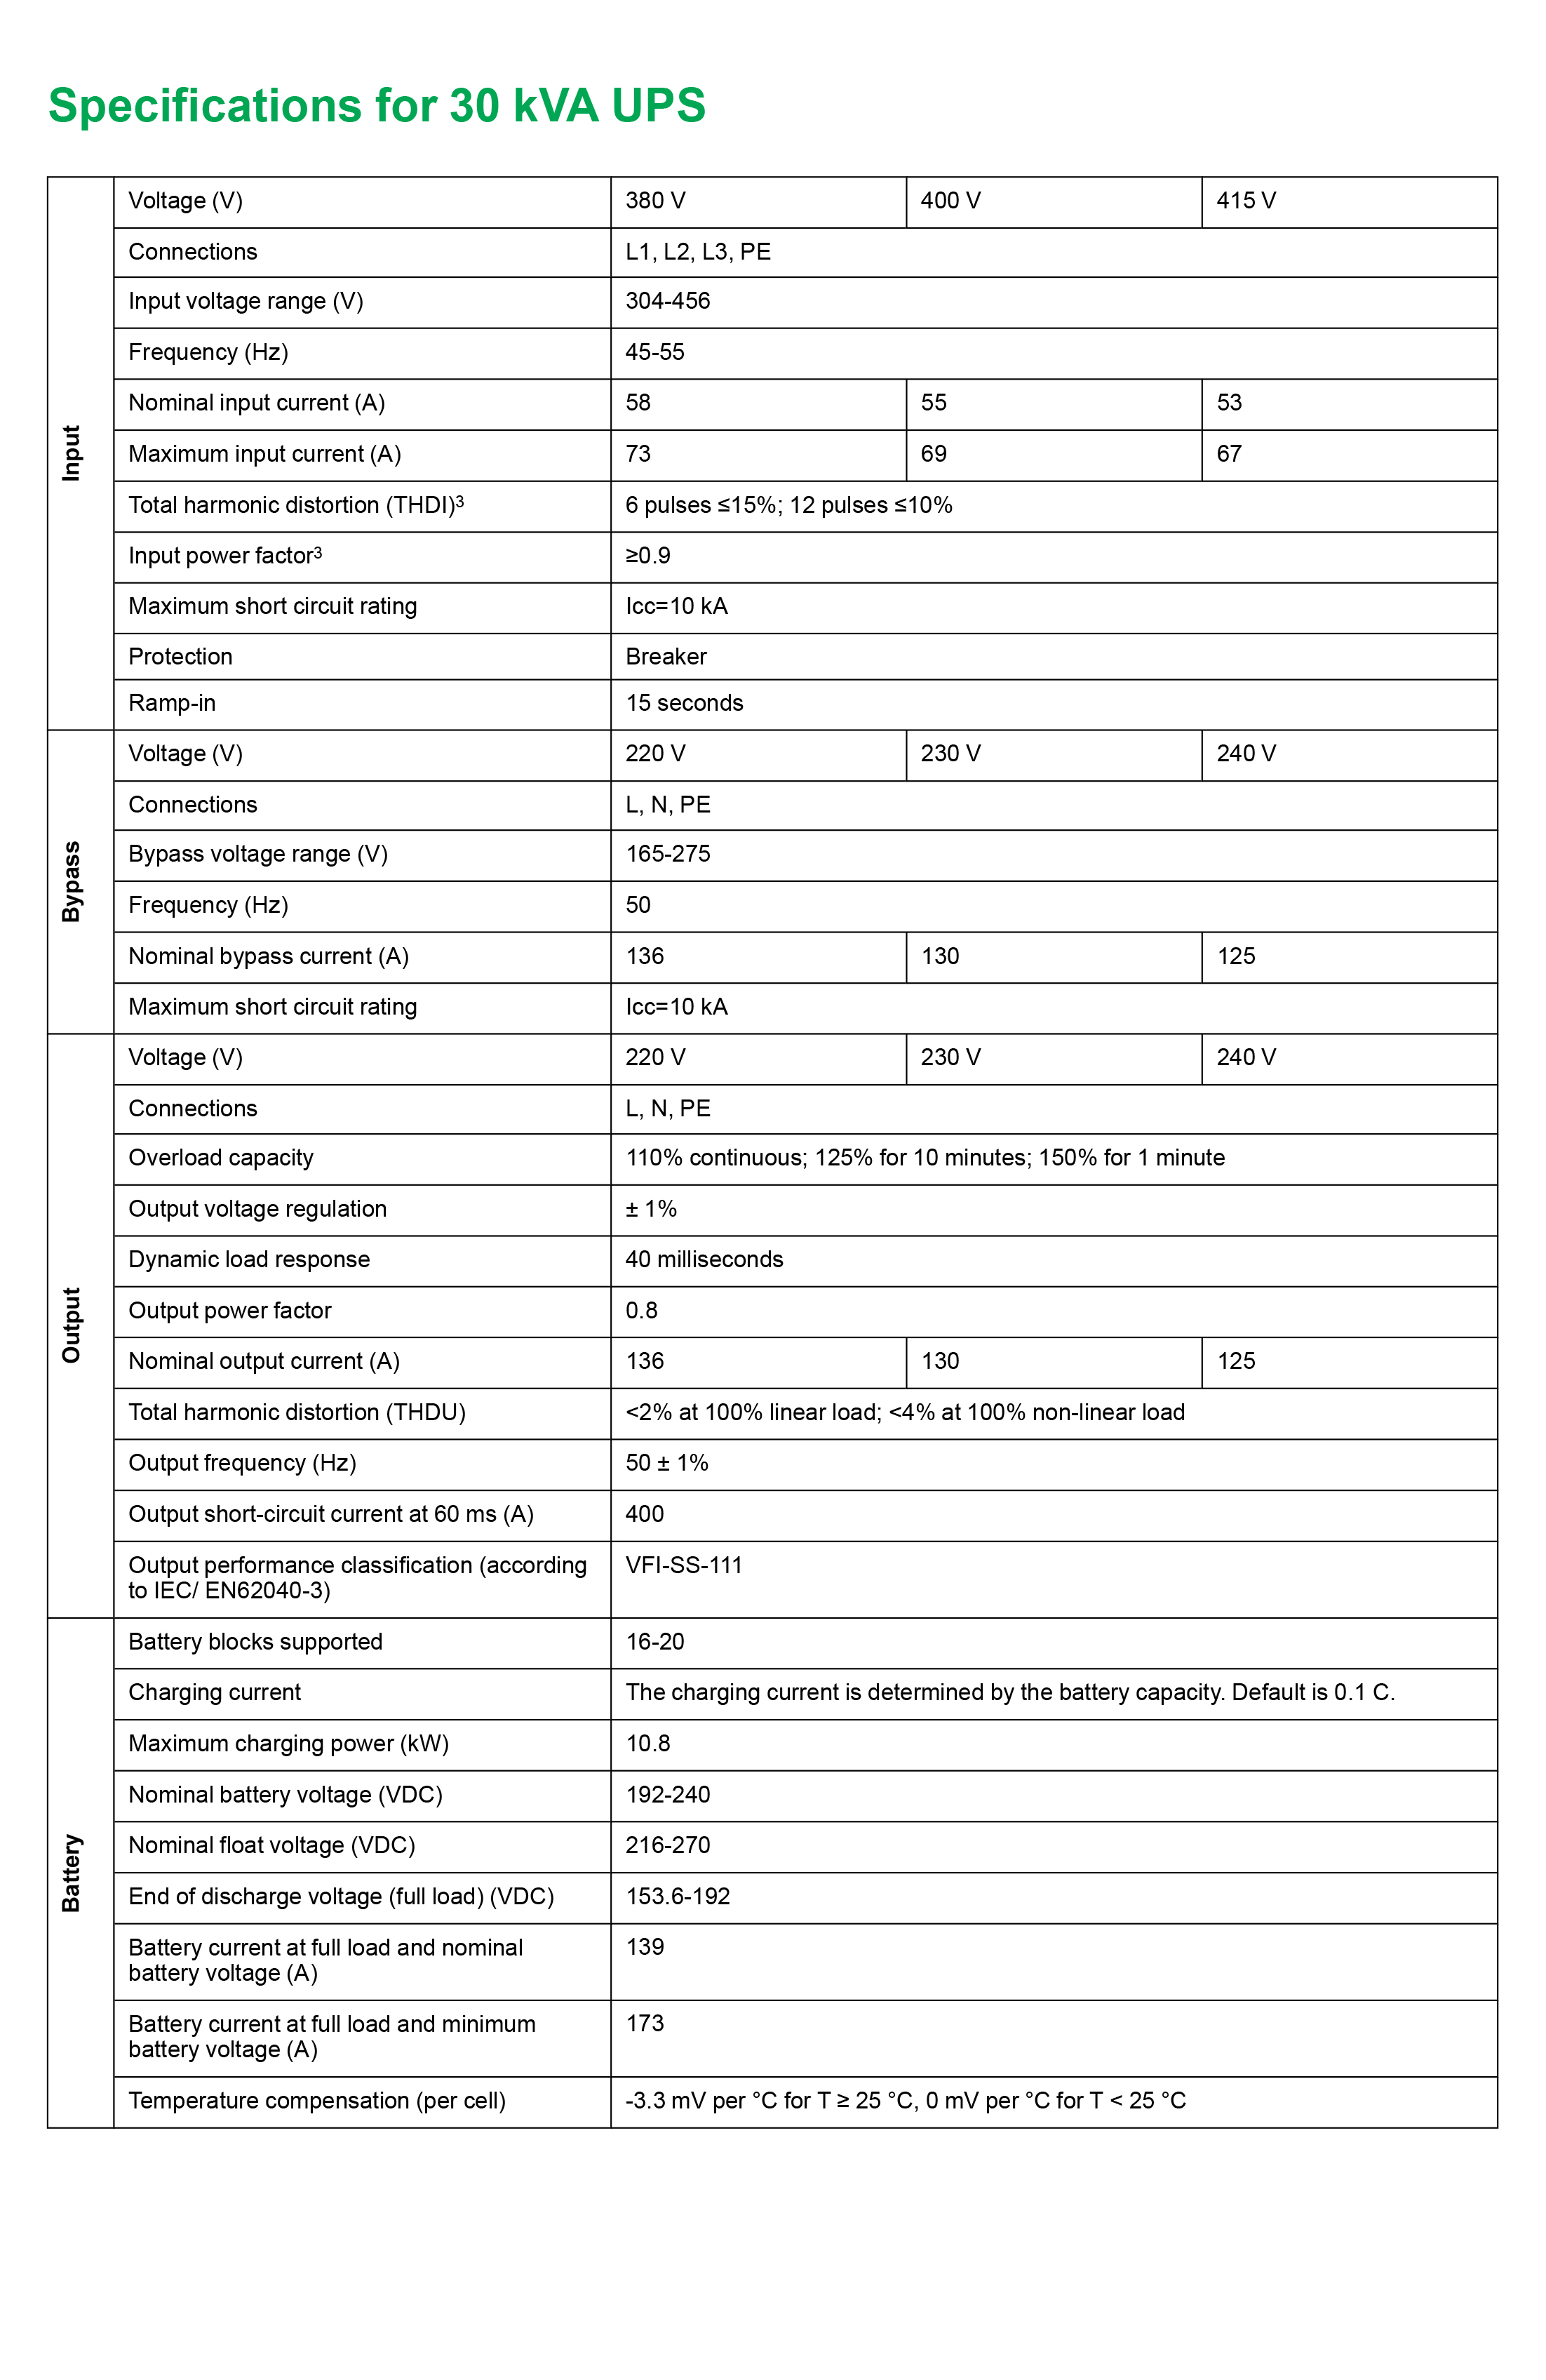 Specifications for 30 kVA UPS
Input
Voltage (V) 380 V 400 V 415 V
Connections L1, L2, L3, PE
Input voltage range (V) 304-456
Frequency (Hz) 45-55
Nominal input current (A) 58 55 53
Maximum input current (A) 73 69 67
Total harmonic distortion (THDI)3 6 pulses ≤15%; 12 pulses ≤10%
Input power factor3 ≥0.9
Maximum short circuit rating Icc=10 kA
Protection Breaker
Ramp-in 15 seconds
Bypass
Voltage (V) 220 V 230 V 240 V
Connections L, N, PE
Bypass voltage range (V) 165-275
Frequency (Hz) 50
Nominal bypass current (A) 136 130 125
Maximum short circuit rating Icc=10 kA
Output
Voltage (V) 220 V 230 V 240 V
Connections L, N, PE
Overload capacity 110% continuous; 125% for 10 minutes; 150% for 1 minute
Output voltage regulation ± 1%
Dynamic load response 40 milliseconds
Output power factor 0.8
Nominal output current (A) 136 130 125
Total harmonic distortion (THDU) <2% at 100% linear load; <4% at 100% non-linear load
Output frequency (Hz) 50 ± 1%
Output short-circuit current at 60 ms (A) 400
Output performance classification (according VFI-SS-111
to IEC/ EN62040-3)
Battery
Battery blocks supported 16-20
Charging current The charging current is determined by the battery capacity. Default is 0.1 C.
Maximum charging power (kW) 10.8
Nominal battery voltage (VDC) 192-240
Nominal float voltage (VDC) 216-270
End of discharge voltage (full load) (VDC) 153.6-192
Battery current at full load and nominal 139
battery voltage (A)
Battery current at full load and minimum 173
battery voltage (A)
Temperature compensation (per cell) -3.3 mV per °C for T ≥ 25 °C, 0 mV per °C for T < 25 °C